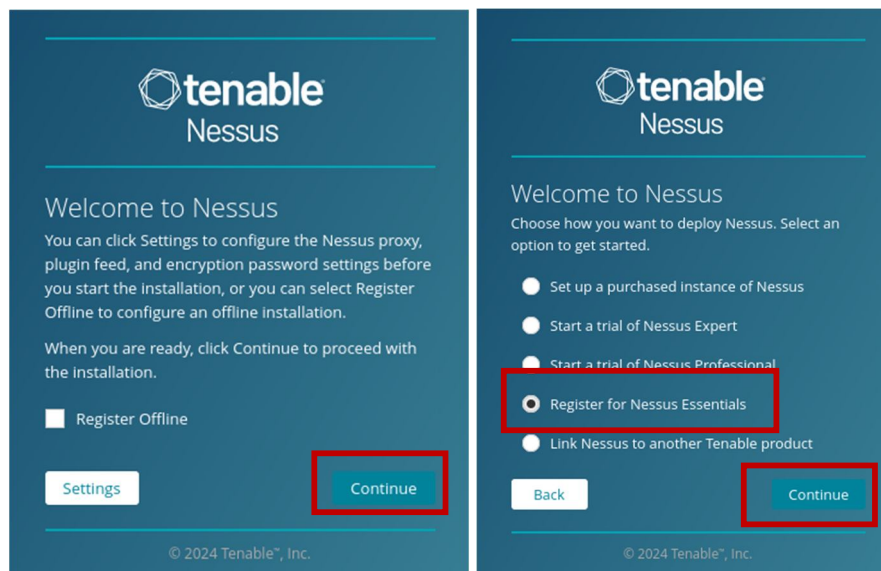 tenable
Nessus
Welcome to Nessus
You can click Settings to configure the Nessus proxy,
plugin feed, and encryption password settings before
you start the installation, or you can select Register
Offline to configure an offline installation.
When you are ready, click Continue to proceed with
the installation.
Register Offline
Settings
Continue
© 2024 Tenable™, Inc.
tenable
Nessus
Welcome to Nessus
Choose how you want to deploy Nessus. Select an
option to get started.
Set up a purchased instance of Nessus
Start a trial of Nessus Expert
Start a trial of Nessus Professional
Register for Nessus Essentials
Link Nessus to another Tenable product
Back
Continue
© 2024 Tenable™, Inc.